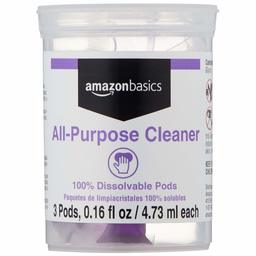 amazonbasics
All-Purpose Cleaner
100% Dissolvable Pods
Paquetes de limpiacristales 100% solubles
3 Pods, 0.16 fl oz / 4.73 ml each